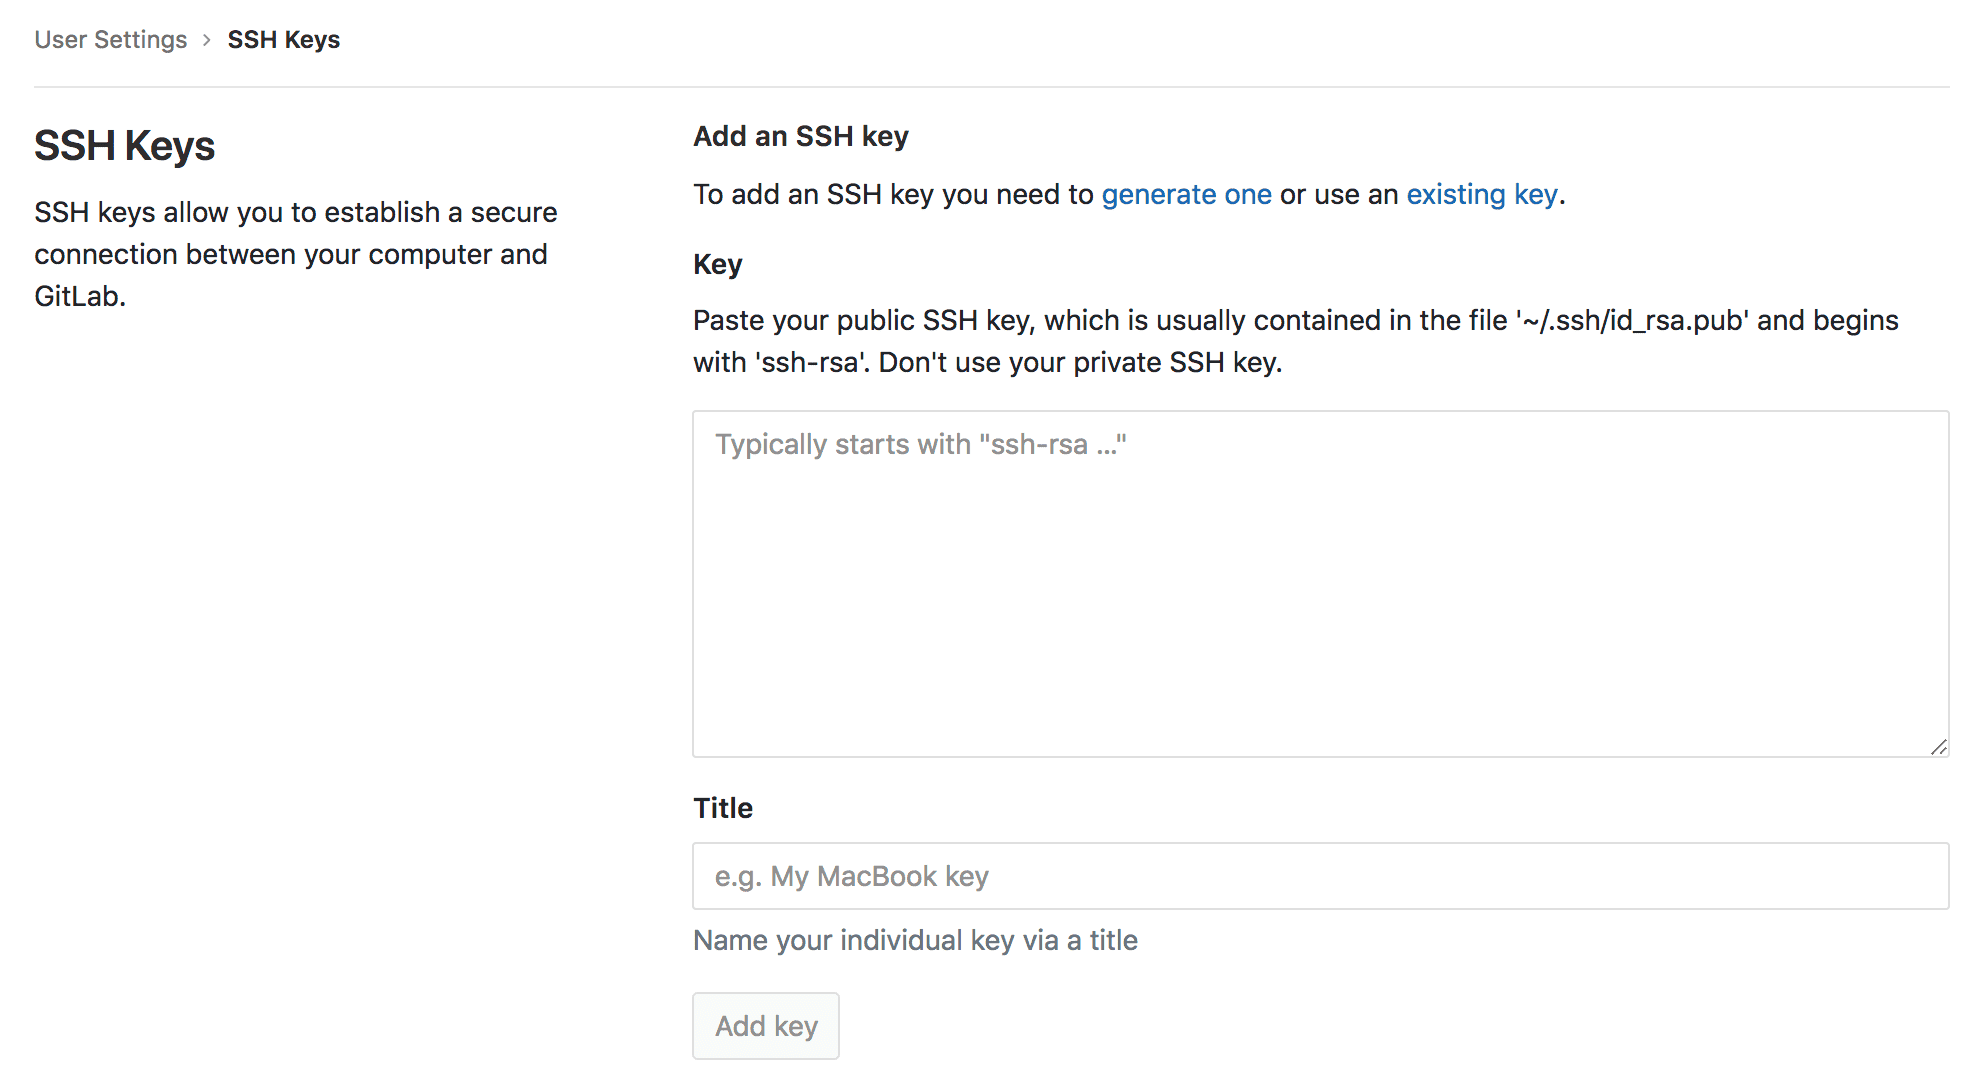 User Settings > SSH Keys
SSH Keys
SSH keys allow you to establish a secure
connection between your computer and
GitLab.
Add an SSH key
To add an SSH key you need to generate one or use an existing key.
Key
Paste your public SSH key, which is usually contained in the file '~/.ssh/id_rsa.pub' and begins
with 'ssh-rsa'. Don't use your private SSH key.
Typically starts with "ssh-rsa ..."
Title
e.g. My MacBook key
Name your individual key via a title
Add key